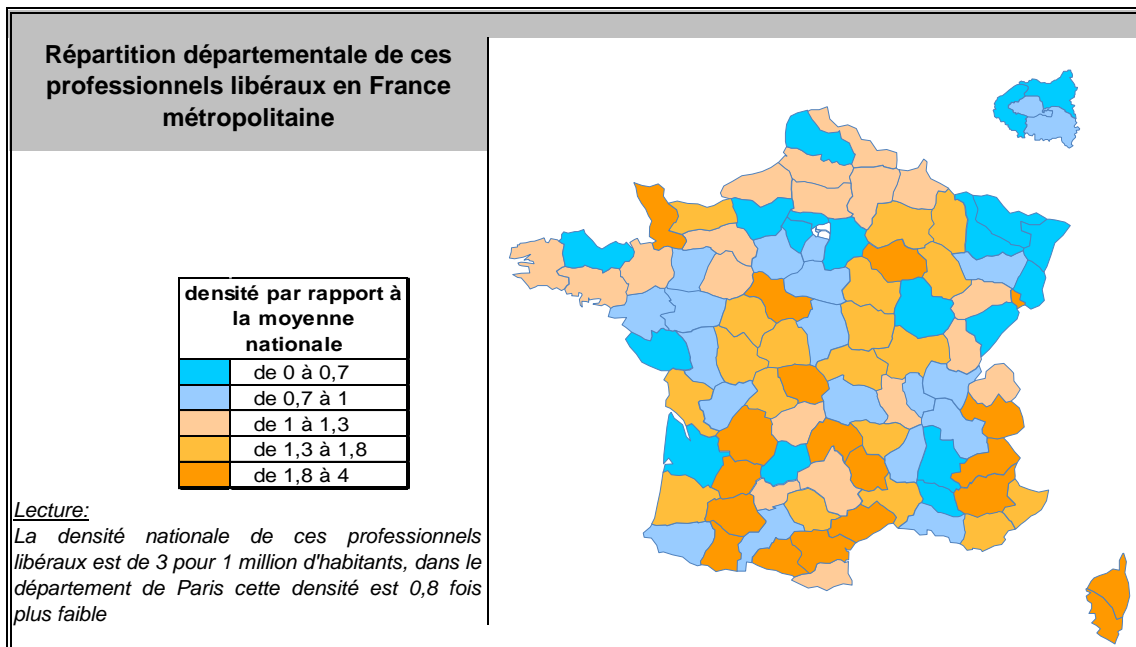 Répartition départementale de ces
professionnels libéraux en France
métropolitaine
densité par rapport à
la moyenne
nationale
de 0 à 0,7
de 0,7 à 1
de 1 à 1,3
de 1,3 à 1,8
de 1,8 à 4
Lecture:
La densité nationale de ces professionnels
libéraux est de 3 pour 1 million d'habitants, dans le
département de Paris cette densité est 0,8 fois
plus faible